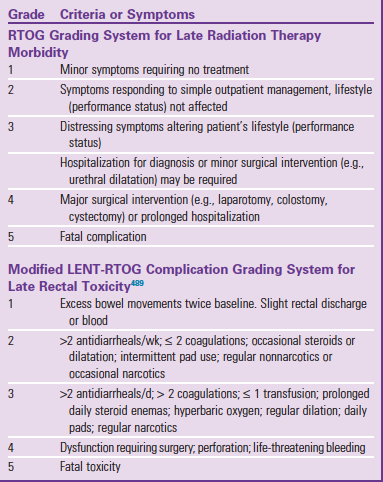 Grade Criteria or Symptoms
RTOG Grading System for Late Radiation Therapy
Morbidity
1 Minor symptoms requiring no treatment
2 Symptoms responding to simple outpatient management, lifestyle
(performance status) not affected
3 Distressing symptoms altering patient's lifestyle (performance
status)
Hospitalization for diagnosis or minor surgical intervention (e.g.,
urethral dilatation) may be required
4 Major surgical intervention (e.g., laparotomy, colostomy,
cystectomy) or prolonged hospitalization
5 Fatal complication
Modified LENT-RTOG Complication Grading System for
Late Rectal Toxicity489
1 Excess bowel movements twice baseline. Slight rectal discharge
or blood
2 >2 antidiarrheals/wk; ≤ 2 coagulations; occasional steroids or
dilatation; intermittent pad use; regular nonnarcotics or
occasional narcotics
3 >2 antidiarrheals/d; > 2 coagulations; ≤ 1 transfusion; prolonged
daily steroid enemas; hyperbaric oxygen; regular dilation; daily
pads; regular narcotics
4 Dysfunction requiring surgery; perforation; life-threatening bleeding
5 Fatal toxicity